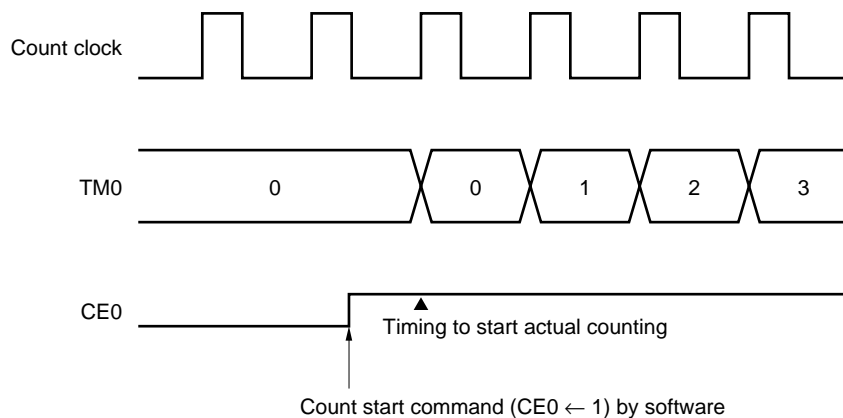 Count clock
TM0
0 0 1 2 3
CE0
Timing to start actual counting
Count start command (CE0 ← 1) by software